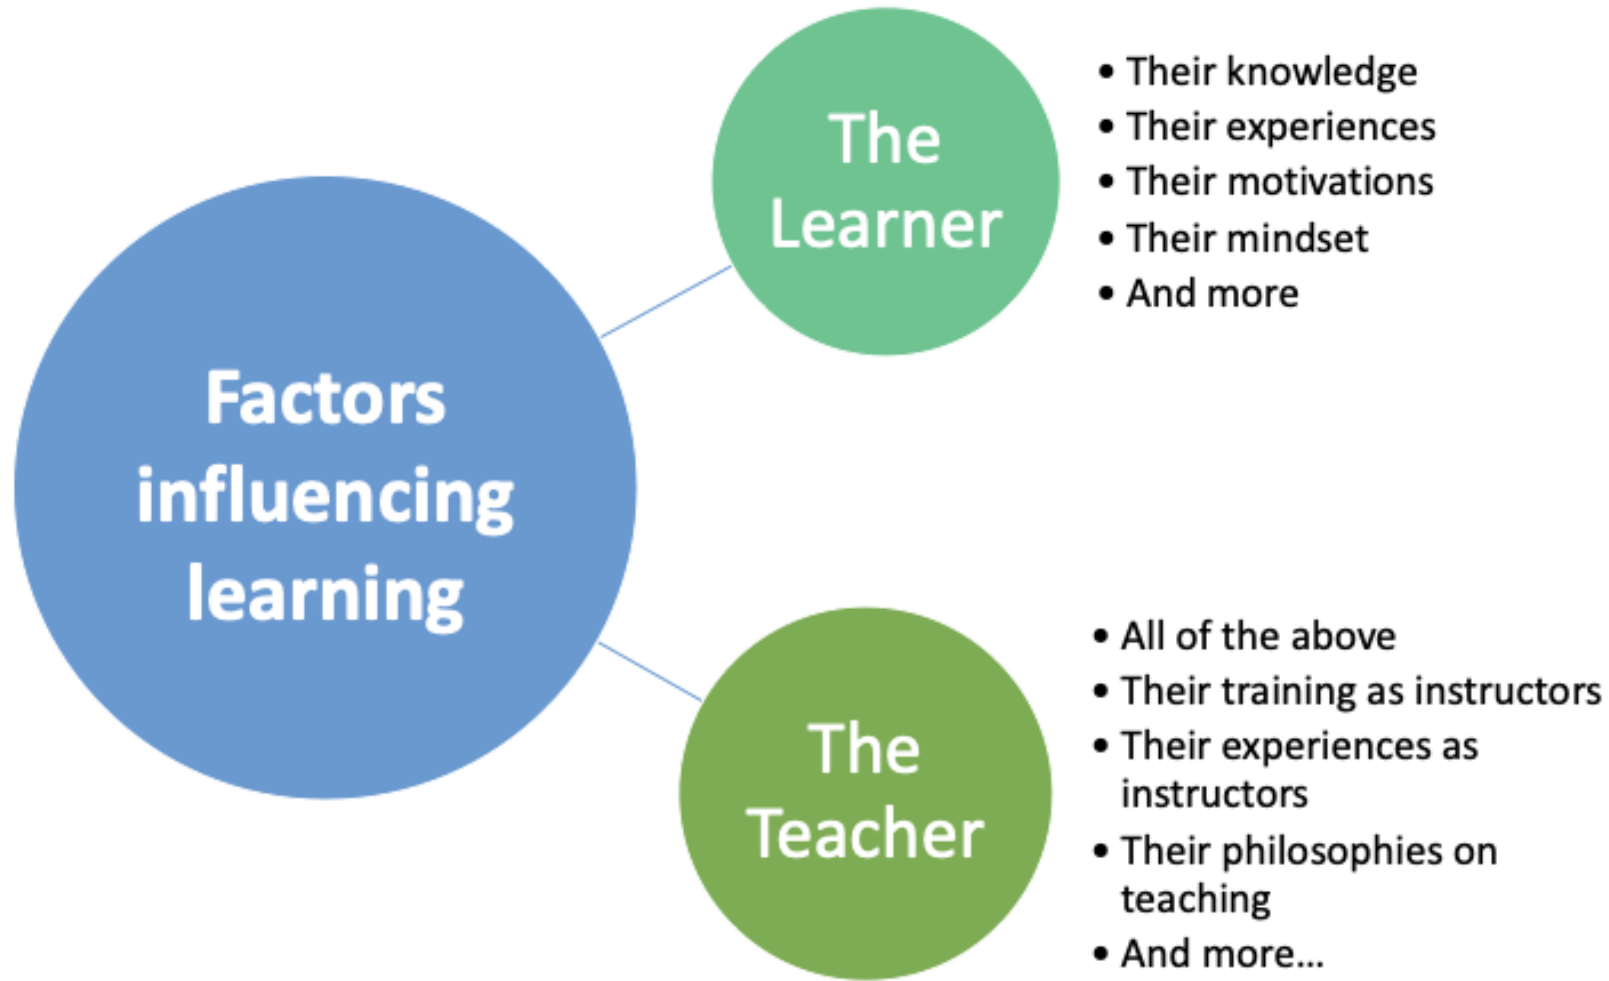 Factors
influencing
learning
The
Learner
• Their knowledge
• Their experiences
• Their motivations
• Their mindset
• And more
The
Teacher
• All of the above
• Their training as instructors
• Their experiences as
instructors
• Their philosophies on
teaching
• And more...